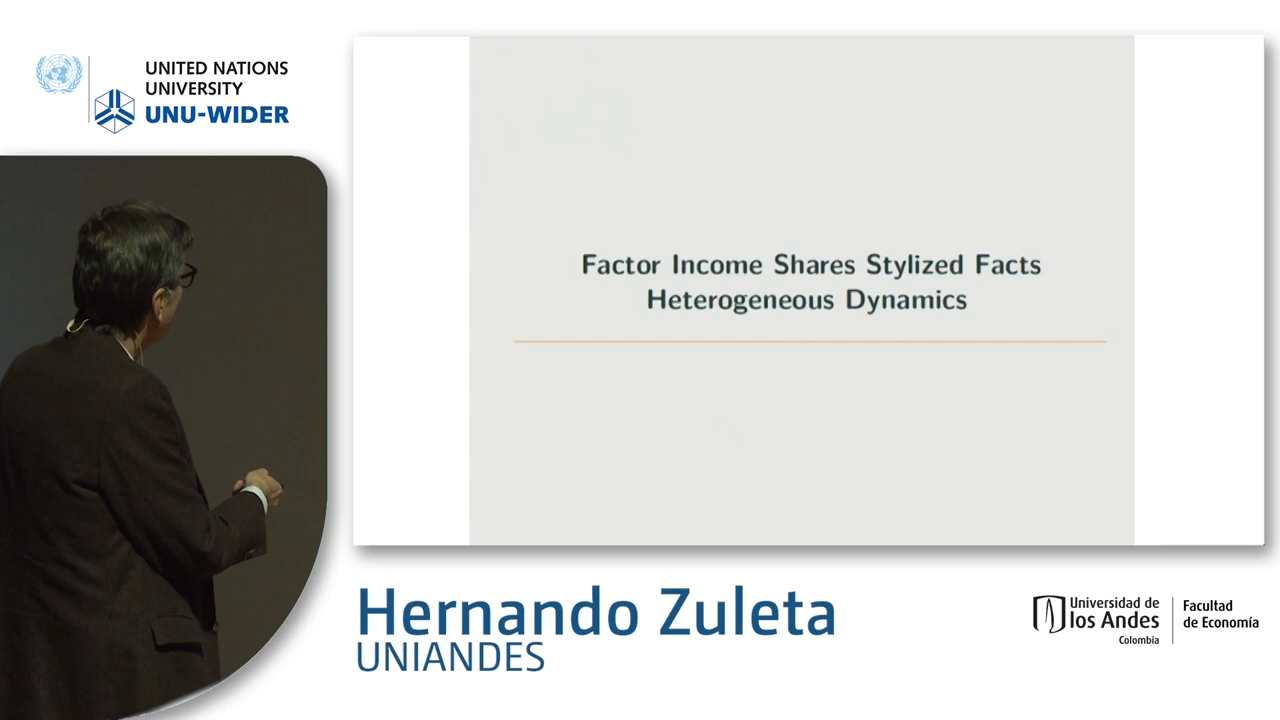 UNITED NATIONS
UNIVERSITY
UNU-WIDER
Factor Income Shares Stylized Facts
Heterogeneous Dynamics
Hernando Zuleta
UNIANDES
Universidad de
los Andes
Colombia
Facultad
de Economía